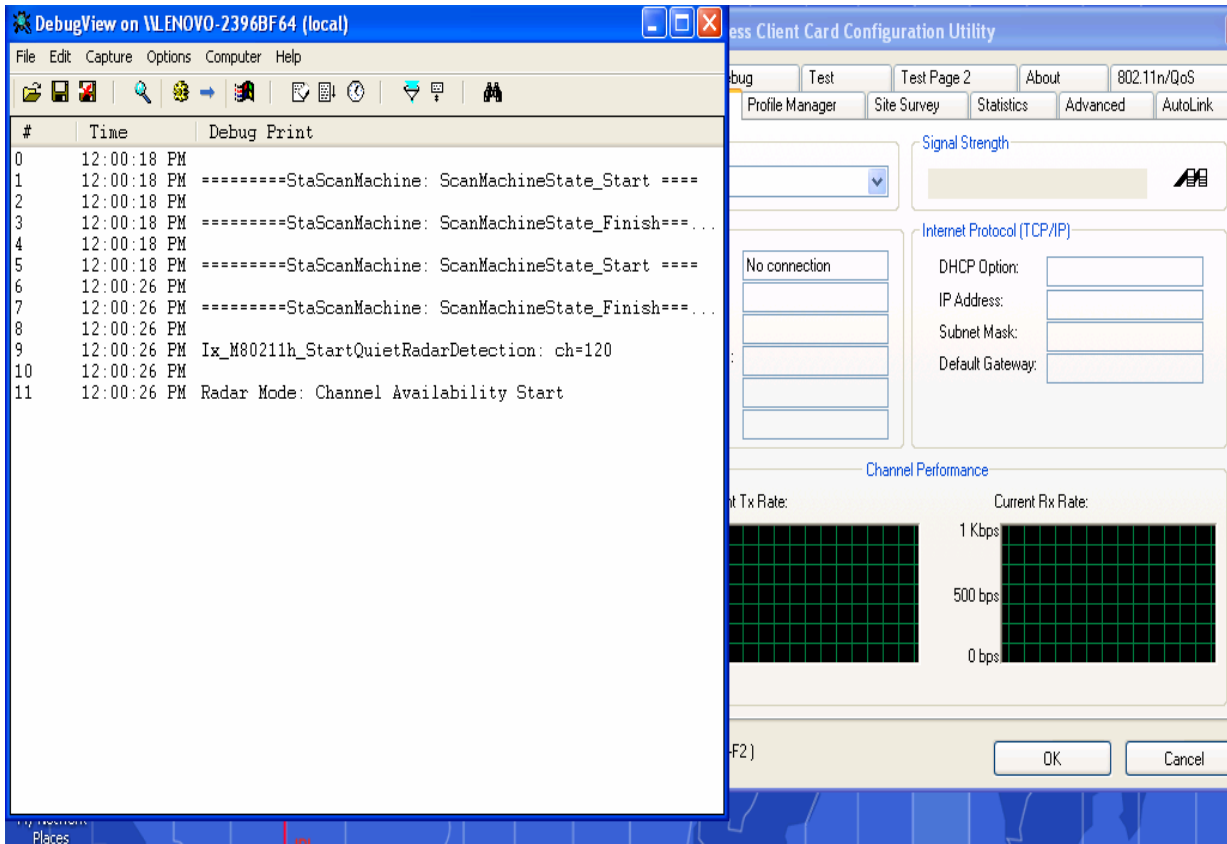 DebugView on \\LENOVO-2396BF64 (local)
File Edit Capture Options Computer Help
# Time Debug Print
0 12:00:18 PM
1 12:00:18 PM =========StaScanMachine: ScanMachineState_Start ====
2 12:00:18 PM
3 12:00:18 PM =========StaScanMachine: ScanMachineState_Finish===...
4 12:00:18 PM
5 12:00:18 PM =========StaScanMachine: ScanMachineState_Start ====
6 12:00:26 PM
7 12:00:26 PM =========StaScanMachine: ScanMachineState_Finish===...
8 12:00:26 PM
9 12:00:26 PM Ix_M80211h_StartQuietRadarDetection: ch=120
10 12:00:26 PM
11 12:00:26 PM Radar Mode: Channel Availability Start
ess Client Card Configuration Utility
bug Test Test Page 2 About 802.11n/QoS
Profile Manager Site Survey Statistics Advanced AutoLink
Signal Strength
Internet Protocol (TCP/IP)
No connection
DHCP Option:
IP Address:
Subnet Mask:
Default Gateway:
Channel Performance
nt Tx Rate:
Current Rx Rate:
1 Kbps
500 bps
0 bps
-F2 )
OK Cancel
My Network
Places